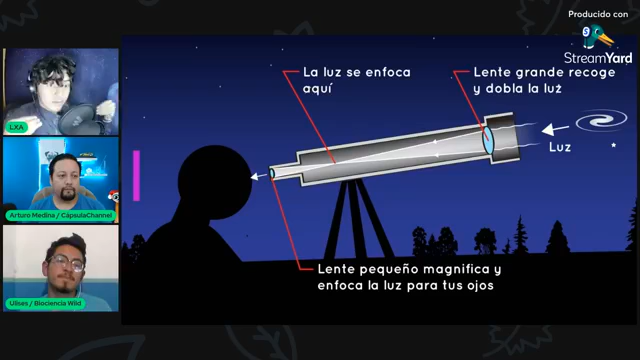 Producido con
StreamYard
La luz se enfoca
aquí
Lente grande recoge
y dobla la luz
Luz
LXA
Arturo Medina / CápsulaChannel
Ulises / Biociencia Wild
Lente pequeño magnifica y
enfoca la luz para tus ojos